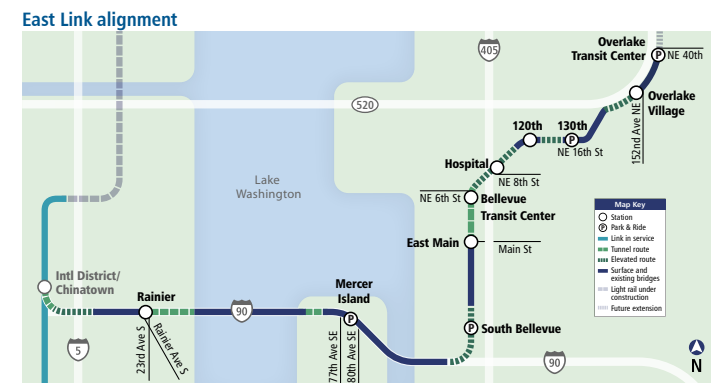 East Link alignment
405
Overlake
Transit Center
P
NE 40th
520
Overlake
Village
152nd Ave NE
120th
130th
P
NE 16th St
Hospital
NE 8th St
Lake
Washington
NE 6th St
Bellevue
Transit Center
East Main
Main St
Map Key
Station
P
Park & Ride
Link in service
Tunnel route
Elevated route
Surface and
existing bridges
Light rail under
construction
Future extension
Intl District/
Chinatown
Rainier
Mercer
Island
90
P
P
South Bellevue
23rd Ave S
Rainier Ave S
77th Ave SE
80th Ave SE
5
90
N